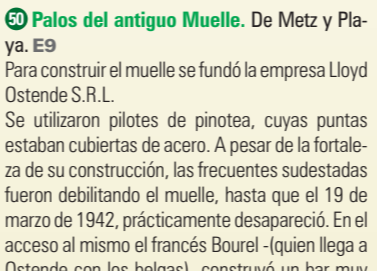 50 Palos del antiguo Muelle. De Metz y Pla-
ya. E9
Para construir el muelle se fundó la empresa Lloyd
Ostende S.R.L.
Se utilizaron pilotes de pinotea, cuyas puntas
estaban cubiertas de acero. A pesar de la fortale-
za de su construcción, las frecuentes sudestadas
fueron debilitando el muelle, hasta que el 19 de
marzo de 1942, prácticamente desapareció. En el
acceso al mismo el francés Bourel -(quien llega a
Ostende con los belgas)- construyó un bar muy